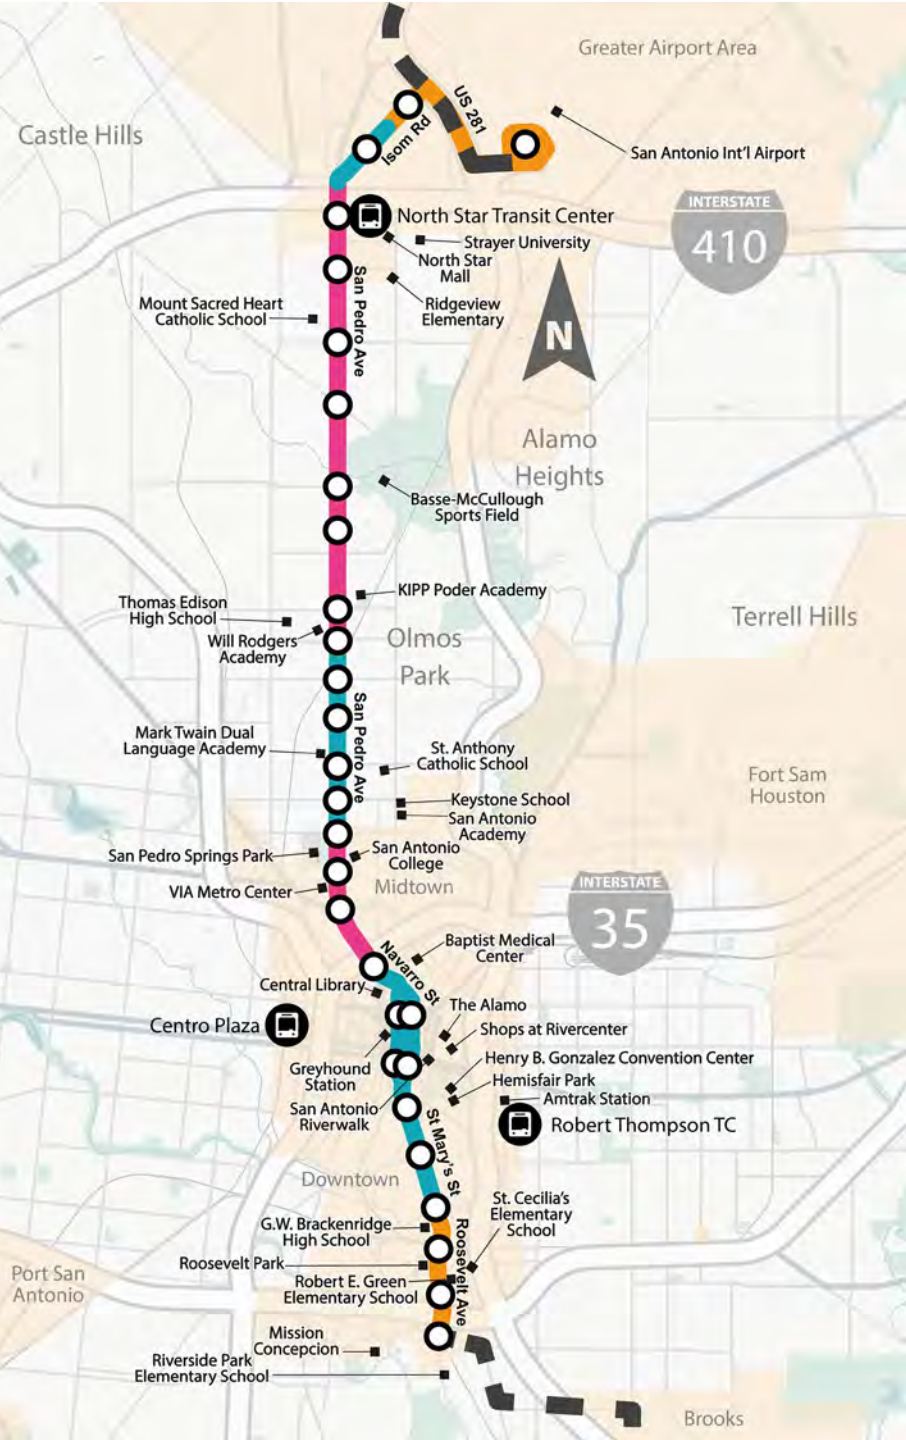 Greater Airport Area
Castle Hills
US 281
Isom Rd
San Antonio Int'l Airport
INTERSTATE
410
North Star Transit Center
Strayer University
North Star
Mall
Ridgeview
Elementary
San Pedro Ave
Mount Sacred Heart
Catholic School
N
Alamo
Heights
Basse-McCullough
Sports Field
KIPP Poder Academy
Thomas Edison
High School
Will Rodgers
Academy
Olmos
Park
Terrell Hills
San Pedro Ave
Mark Twain Dual
Language Academy
St. Anthony
Catholic School
Fort Sam
Houston
Keystone School
San Antonio
Academy
San Pedro Springs Park
San Antonio
College
VIA Metro Center
Midtown
INTERSTATE
35
Navarro St
Baptist Medical
Center
Central Library
The Alamo
Centro Plaza
Shops at Rivercenter
Greyhound
Station
Henry B. Gonzalez Convention Center
Hemisfair Park
San Antonio
Riverwalk
Amtrak Station
Robert Thompson TC
St Mary's St
Downtown
St. Cecilia's
Elementary
School
G.W. Brackenridge
High School
Roosevelt Ave
Roosevelt Park
Port San
Antonio
Robert E. Green
Elementary School
Mission
Concepcion
Riverside Park
Elementary School
Brooks